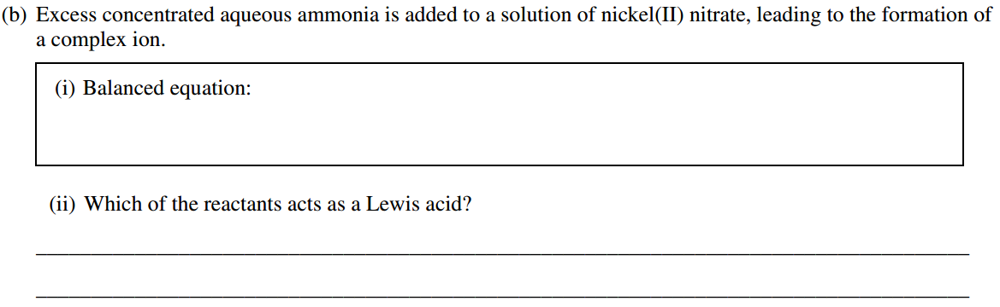 (b) Excess concentrated aqueous ammonia is added to a solution of nickel(II) nitrate, leading to the formation of
a complex ion.
(i) Balanced equation:
(ii) Which of the reactants acts as a Lewis acid?